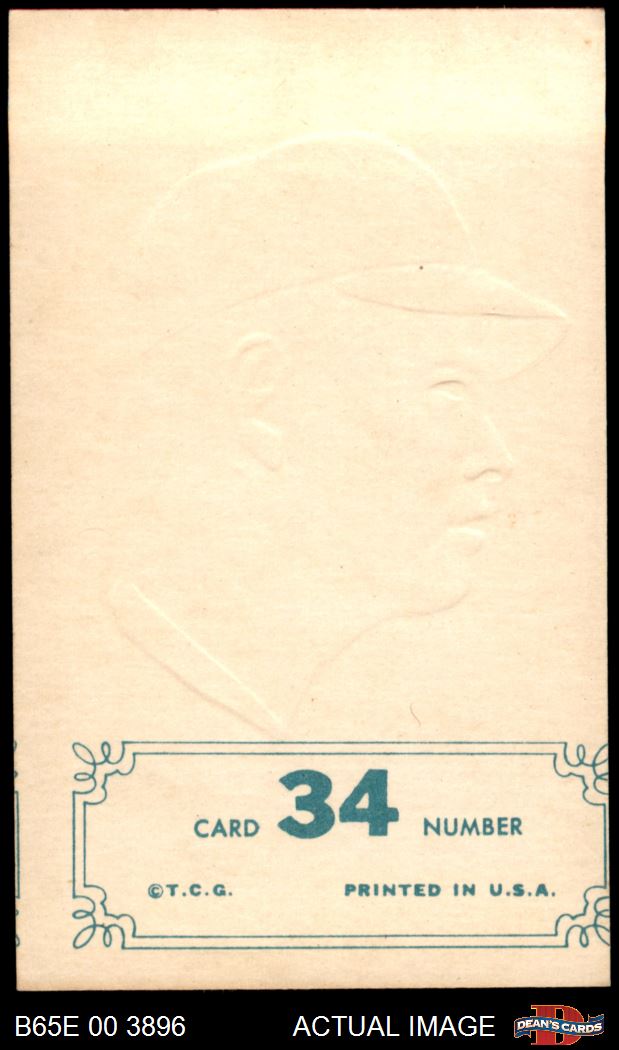 CARD 34 NUMBER
©T.C.G. PRINTED IN U.S.A.
B65E 00 3896 ACTUAL IMAGE DEAN'S CARDS